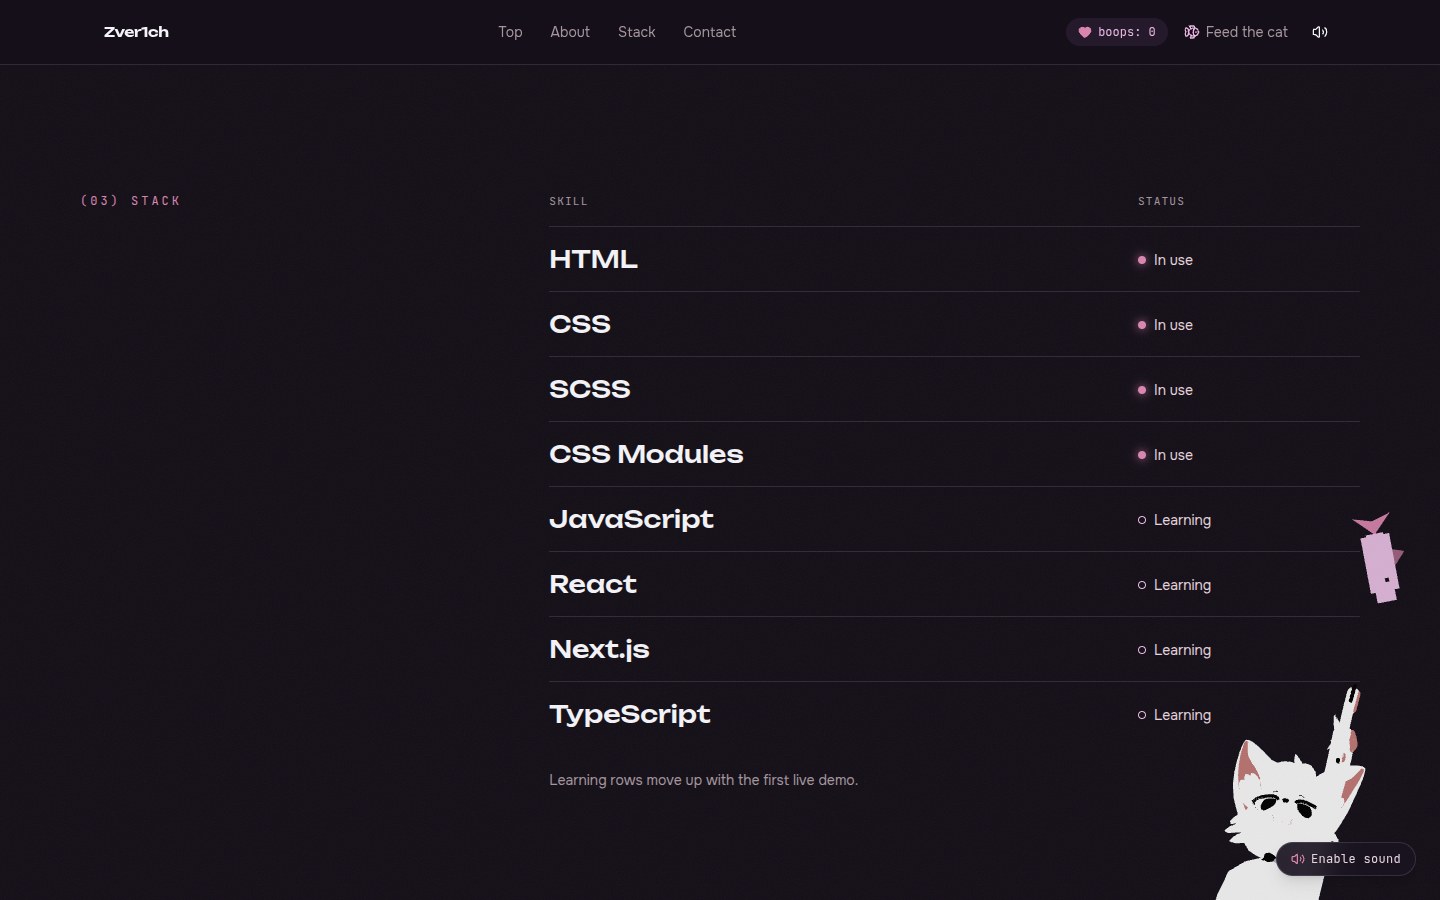 Zver1ch
Top About Stack Contact
boops: 0
Feed the cat
(03) STACK
SKILL STATUS
HTML In use
CSS In use
SCSS In use
CSS Modules In use
JavaScript Learning
React Learning
Next.js Learning
TypeScript Learning
Learning rows move up with the first live demo.
Enable sound